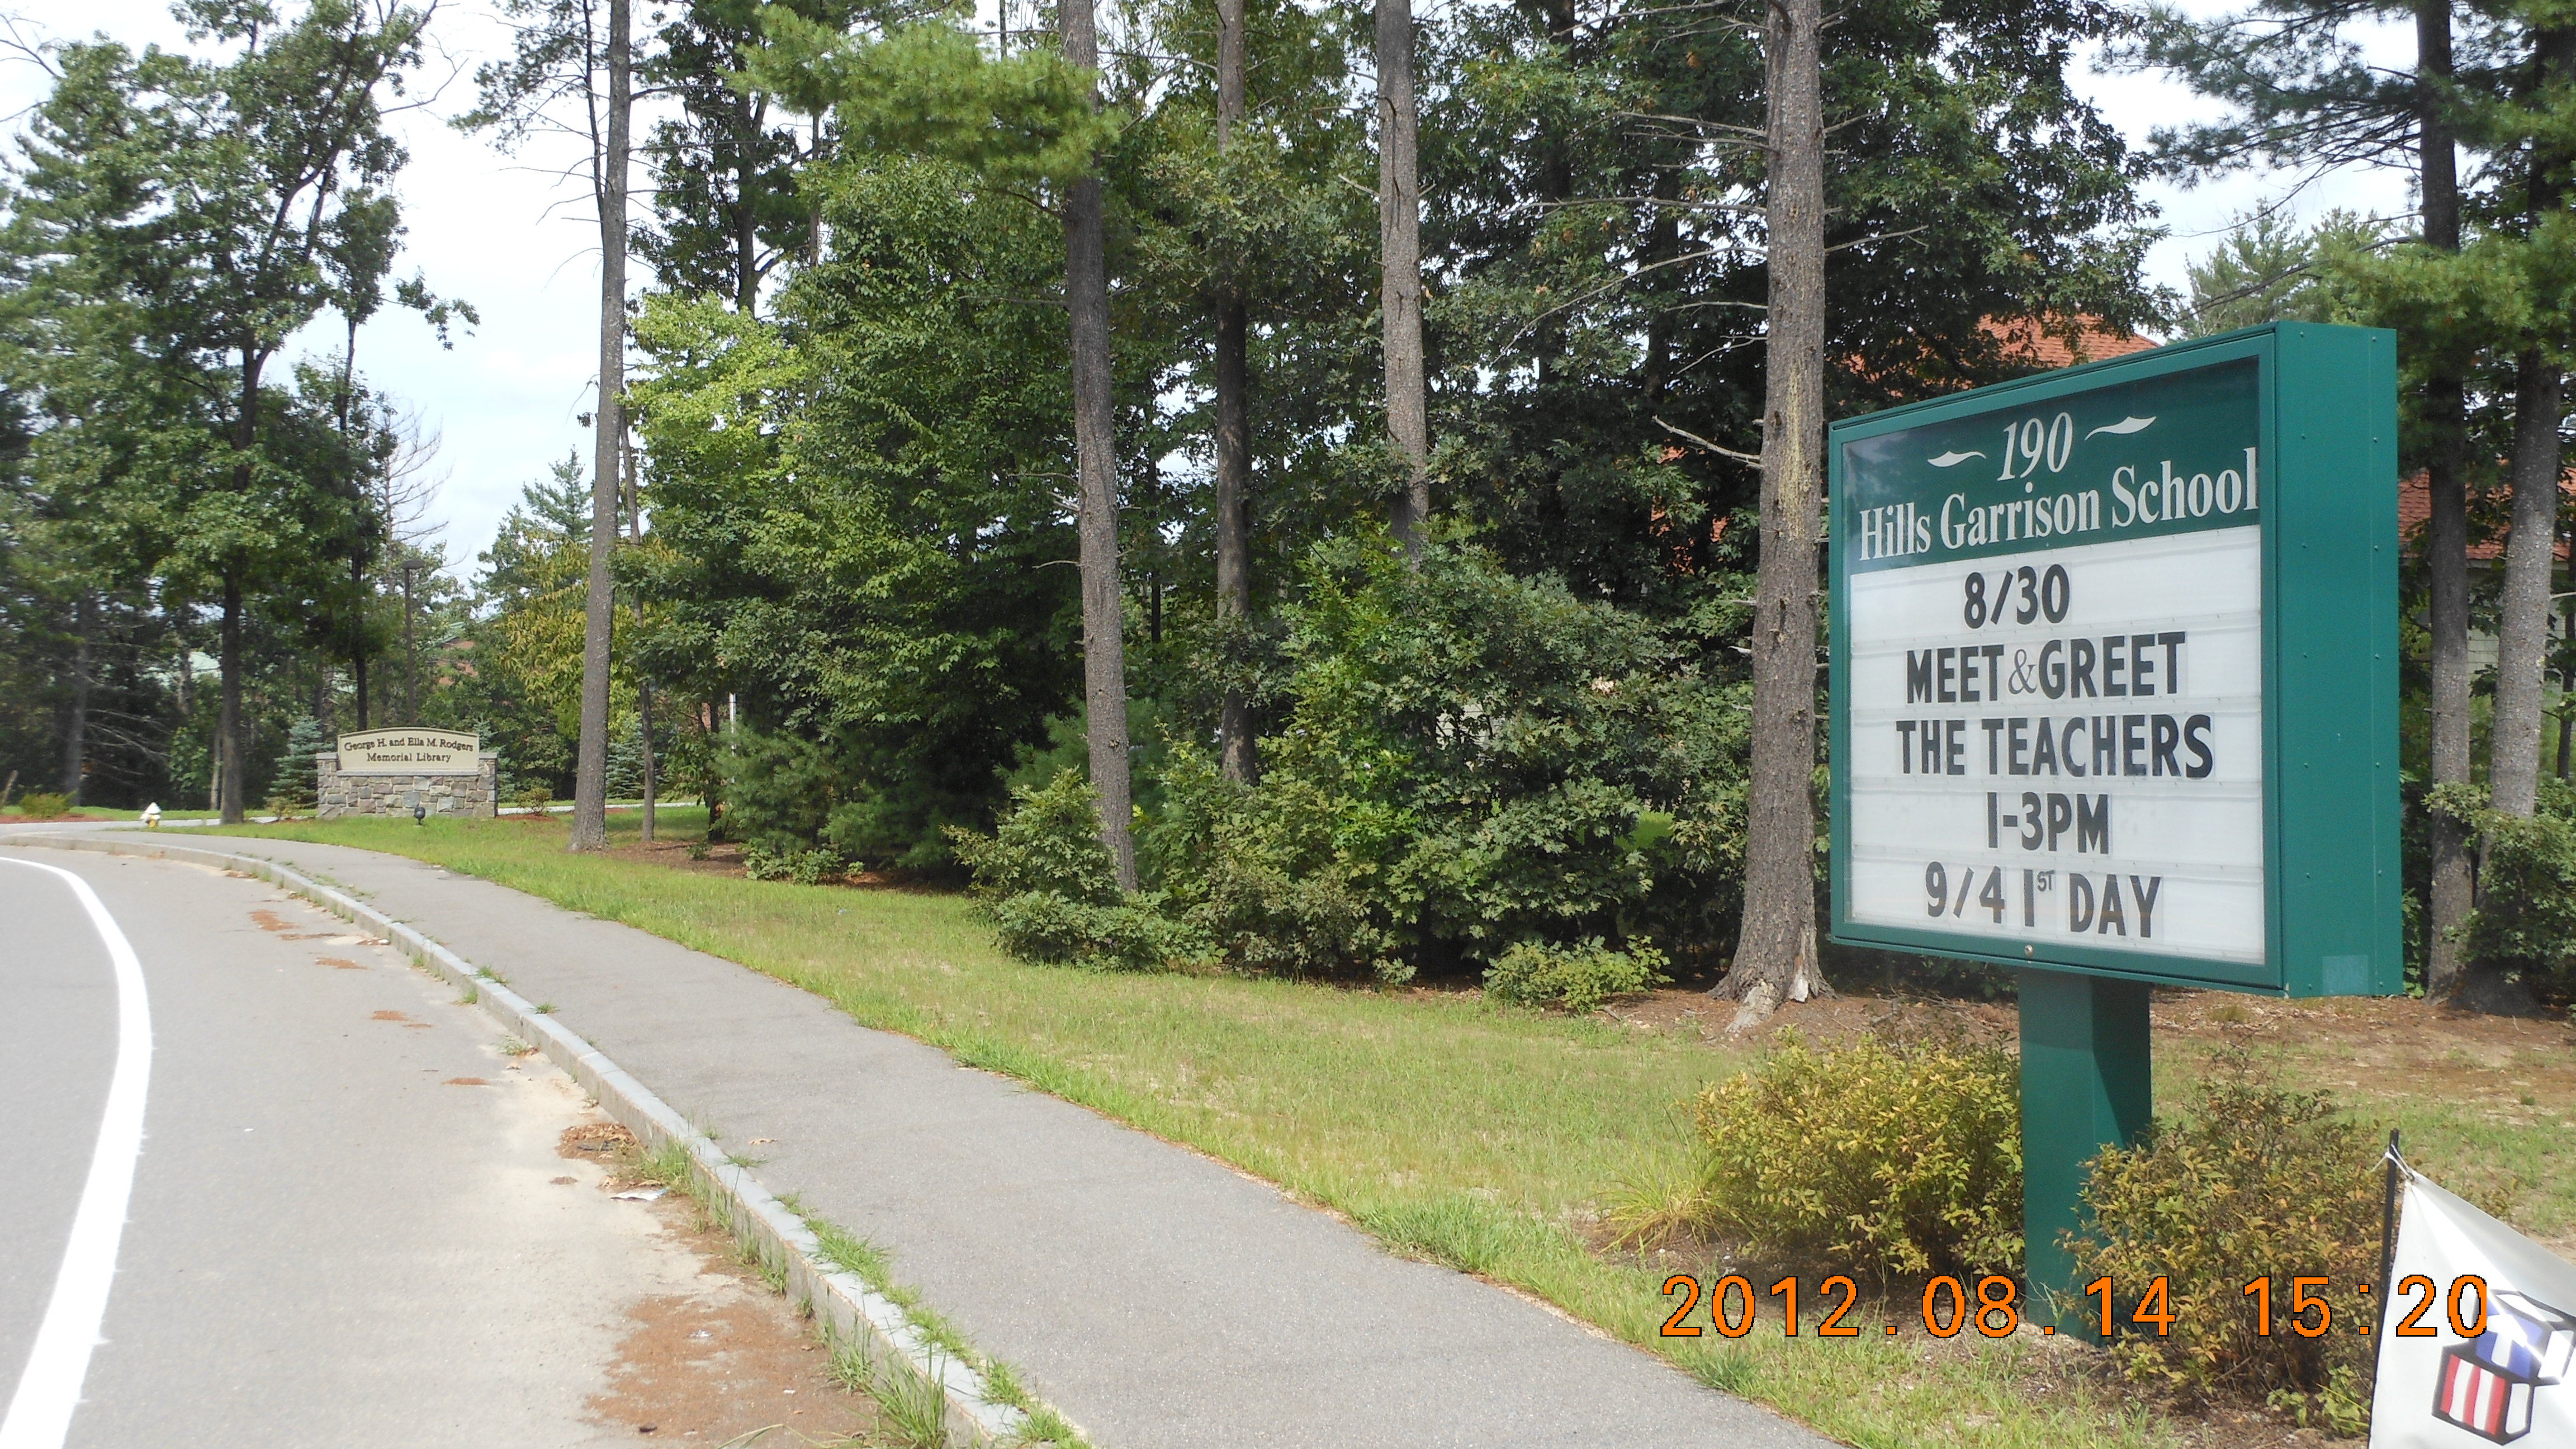 George H. and Ella M. Rodgers
Memorial Library
190
Hills Garrison School
8/30
MEET & GREET
THE TEACHERS
1-3PM
9/4 1ST DAY
2012.08.14 15:20